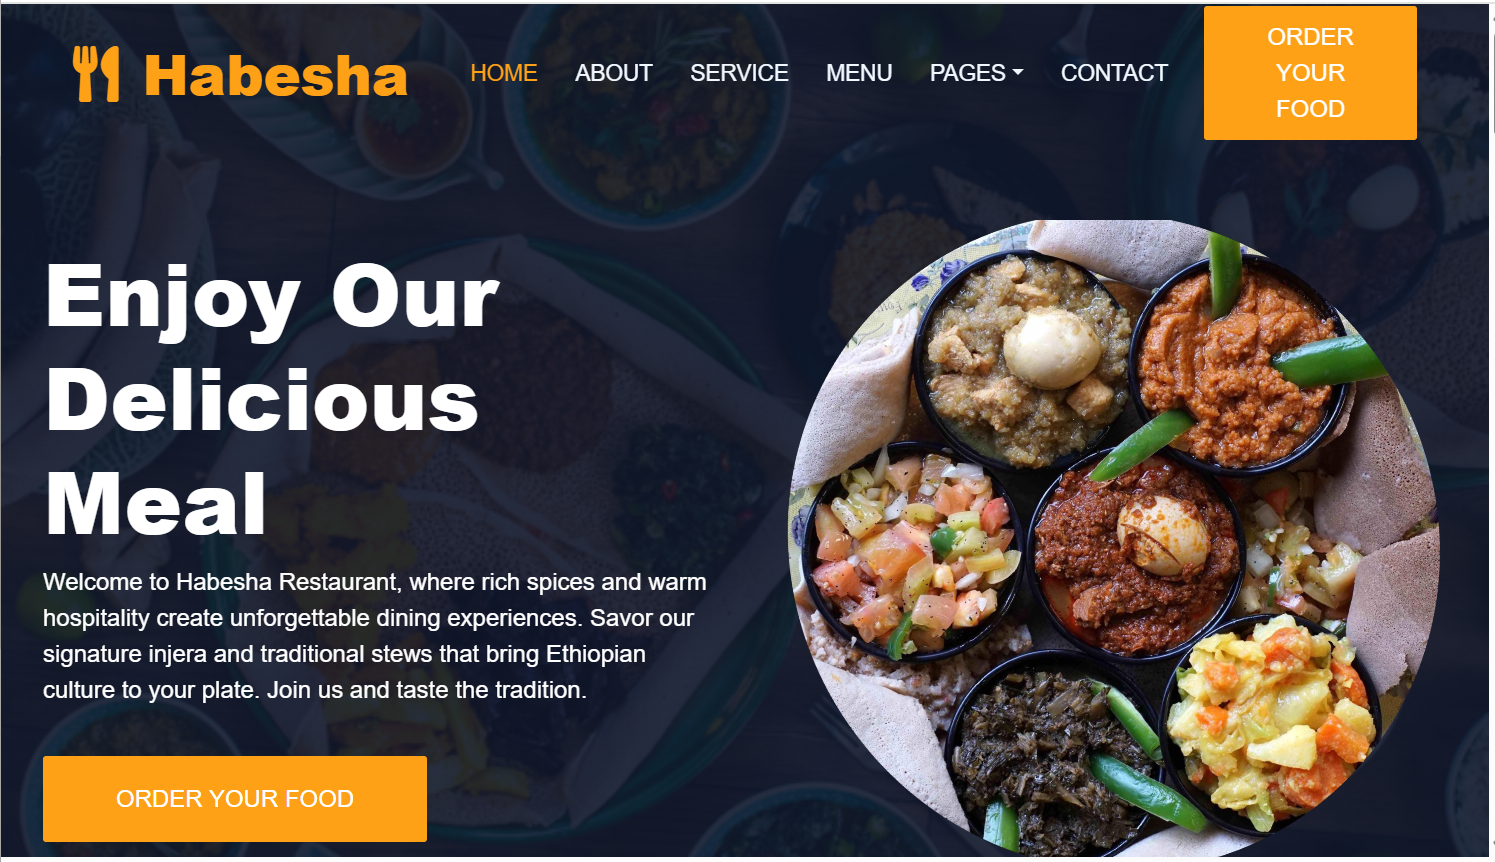 Habesha
HOME
ABOUT
SERVICE
MENU
PAGES
CONTACT
ORDER
YOUR
FOOD
Enjoy Our
Delicious
Meal
Welcome to Habesha Restaurant, where rich spices and warm
hospitality create unforgettable dining experiences. Savor our
signature injera and traditional stews that bring Ethiopian
culture to your plate. Join us and taste the tradition.
ORDER YOUR FOOD